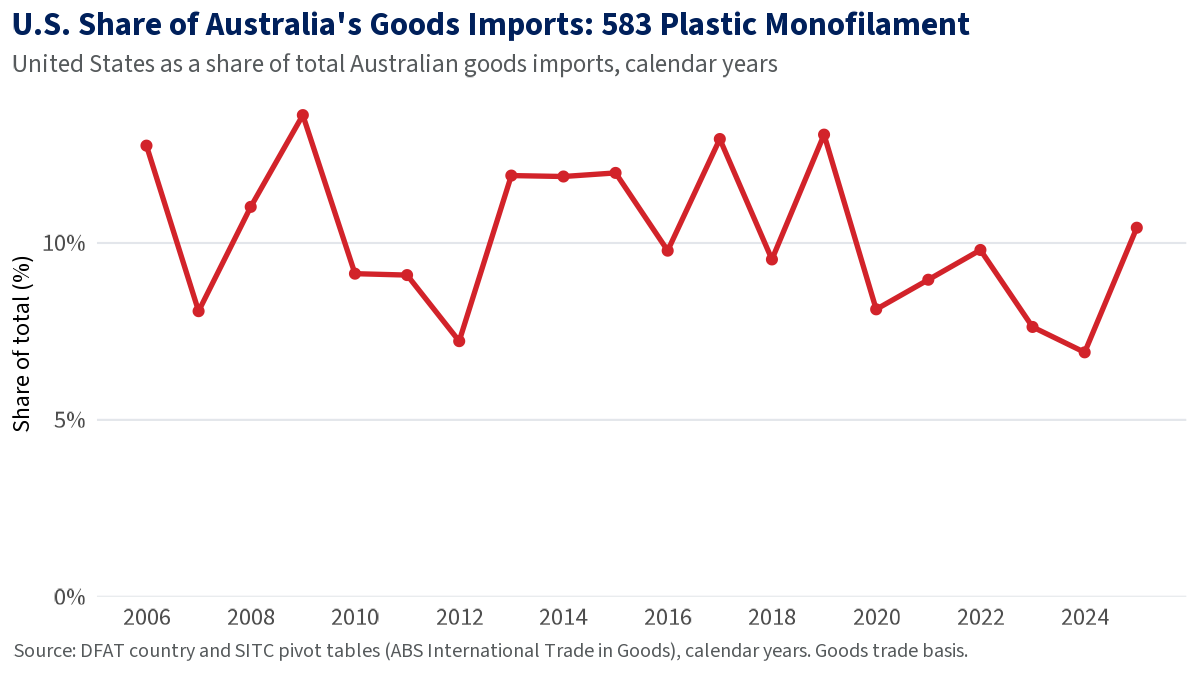 U.S. Share of Australia's Goods Imports: 583 Plastic Monofilament
United States as a share of total Australian goods imports, calendar years
Share of total (%)
10%
5%
0%
2006 2008 2010 2012 2014 2016 2018 2020 2022 2024
Source: DFAT country and SITC pivot tables (ABS International Trade in Goods), calendar years. Goods trade basis.